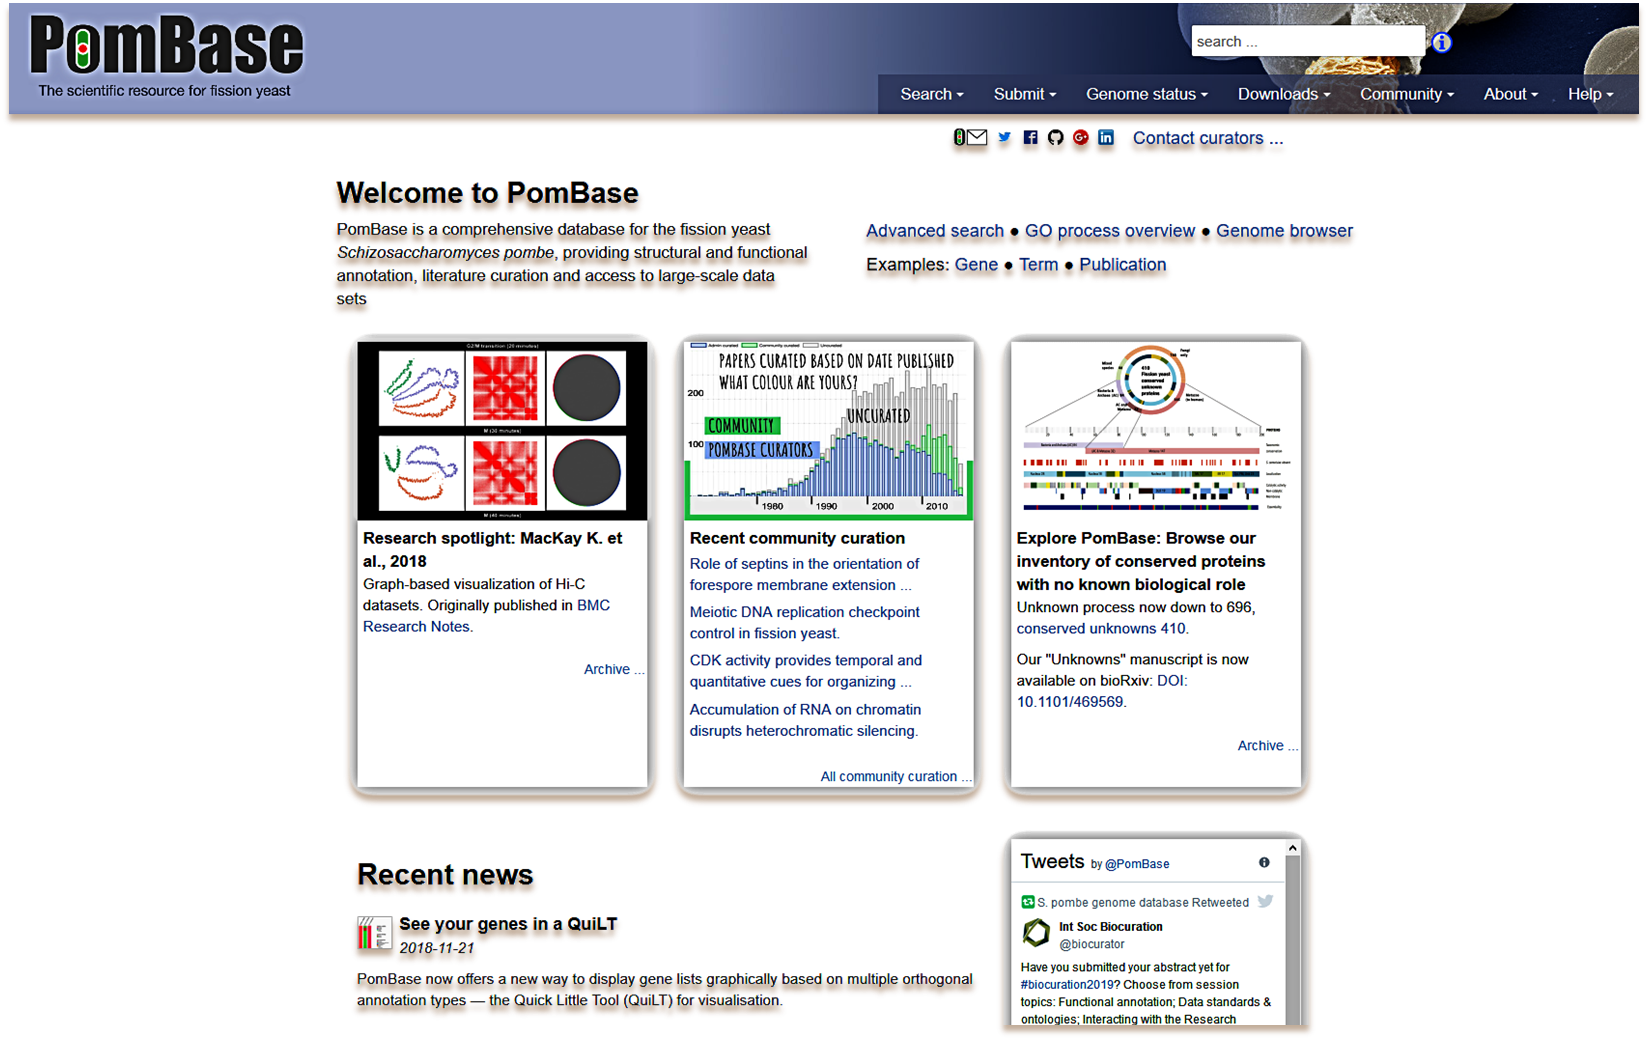 PomBase
The scientific resource for fission yeast
search ...
Search
Submit
Genome status
Downloads
Community
About
Help
Contact curators ...
Welcome to PomBase
PomBase is a comprehensive database for the fission yeast
Schizosaccharomyces pombe, providing structural and functional
annotation, literature curation and access to large-scale data
sets
Advanced search ● GO process overview ● Genome browser
Examples: Gene ● Term ● Publication
G2/M transition (20 minutes)
M (30 minutes)
M (40 minutes)
Research spotlight: MacKay K. et
al., 2018
Graph-based visualization of Hi-C
datasets. Originally published in BMC
Research Notes.
Archive ...
Admin curated
Community curated
Uncurated
PAPERS CURATED BASED ON DATE PUBLISHED
WHAT COLOUR ARE YOURS?
200
UNCURATED
COMMUNITY
100
POMBASE CURATORS
1980 1990 2000 2010
Recent community curation
Role of septins in the orientation of
forespore membrane extension ...
Meiotic DNA replication checkpoint
control in fission yeast.
CDK activity provides temporal and
quantitative cues for organizing ...
Accumulation of RNA on chromatin
disrupts heterochromatic silencing.
All community curation ...
410
Fission yeast
conserved
unknown
proteins
Explore PomBase: Browse our
inventory of conserved proteins
with no known biological role
Unknown process now down to 696,
conserved unknowns 410.
Our "Unknowns" manuscript is now
available on bioRxiv: DOI:
10.1101/469569.
Archive ...
Recent news
See your genes in a QuiLT
2018-11-21
PomBase now offers a new way to display gene lists graphically based on multiple orthogonal
annotation types — the Quick Little Tool (QuiLT) for visualisation.
Tweets by @PomBase
S. pombe genome database Retweeted
Int Soc Biocuration
@biocurator
Have you submitted your abstract yet for
#biocuration2019? Choose from session
topics: Functional annotation; Data standards &
ontologies; Interacting with the Research